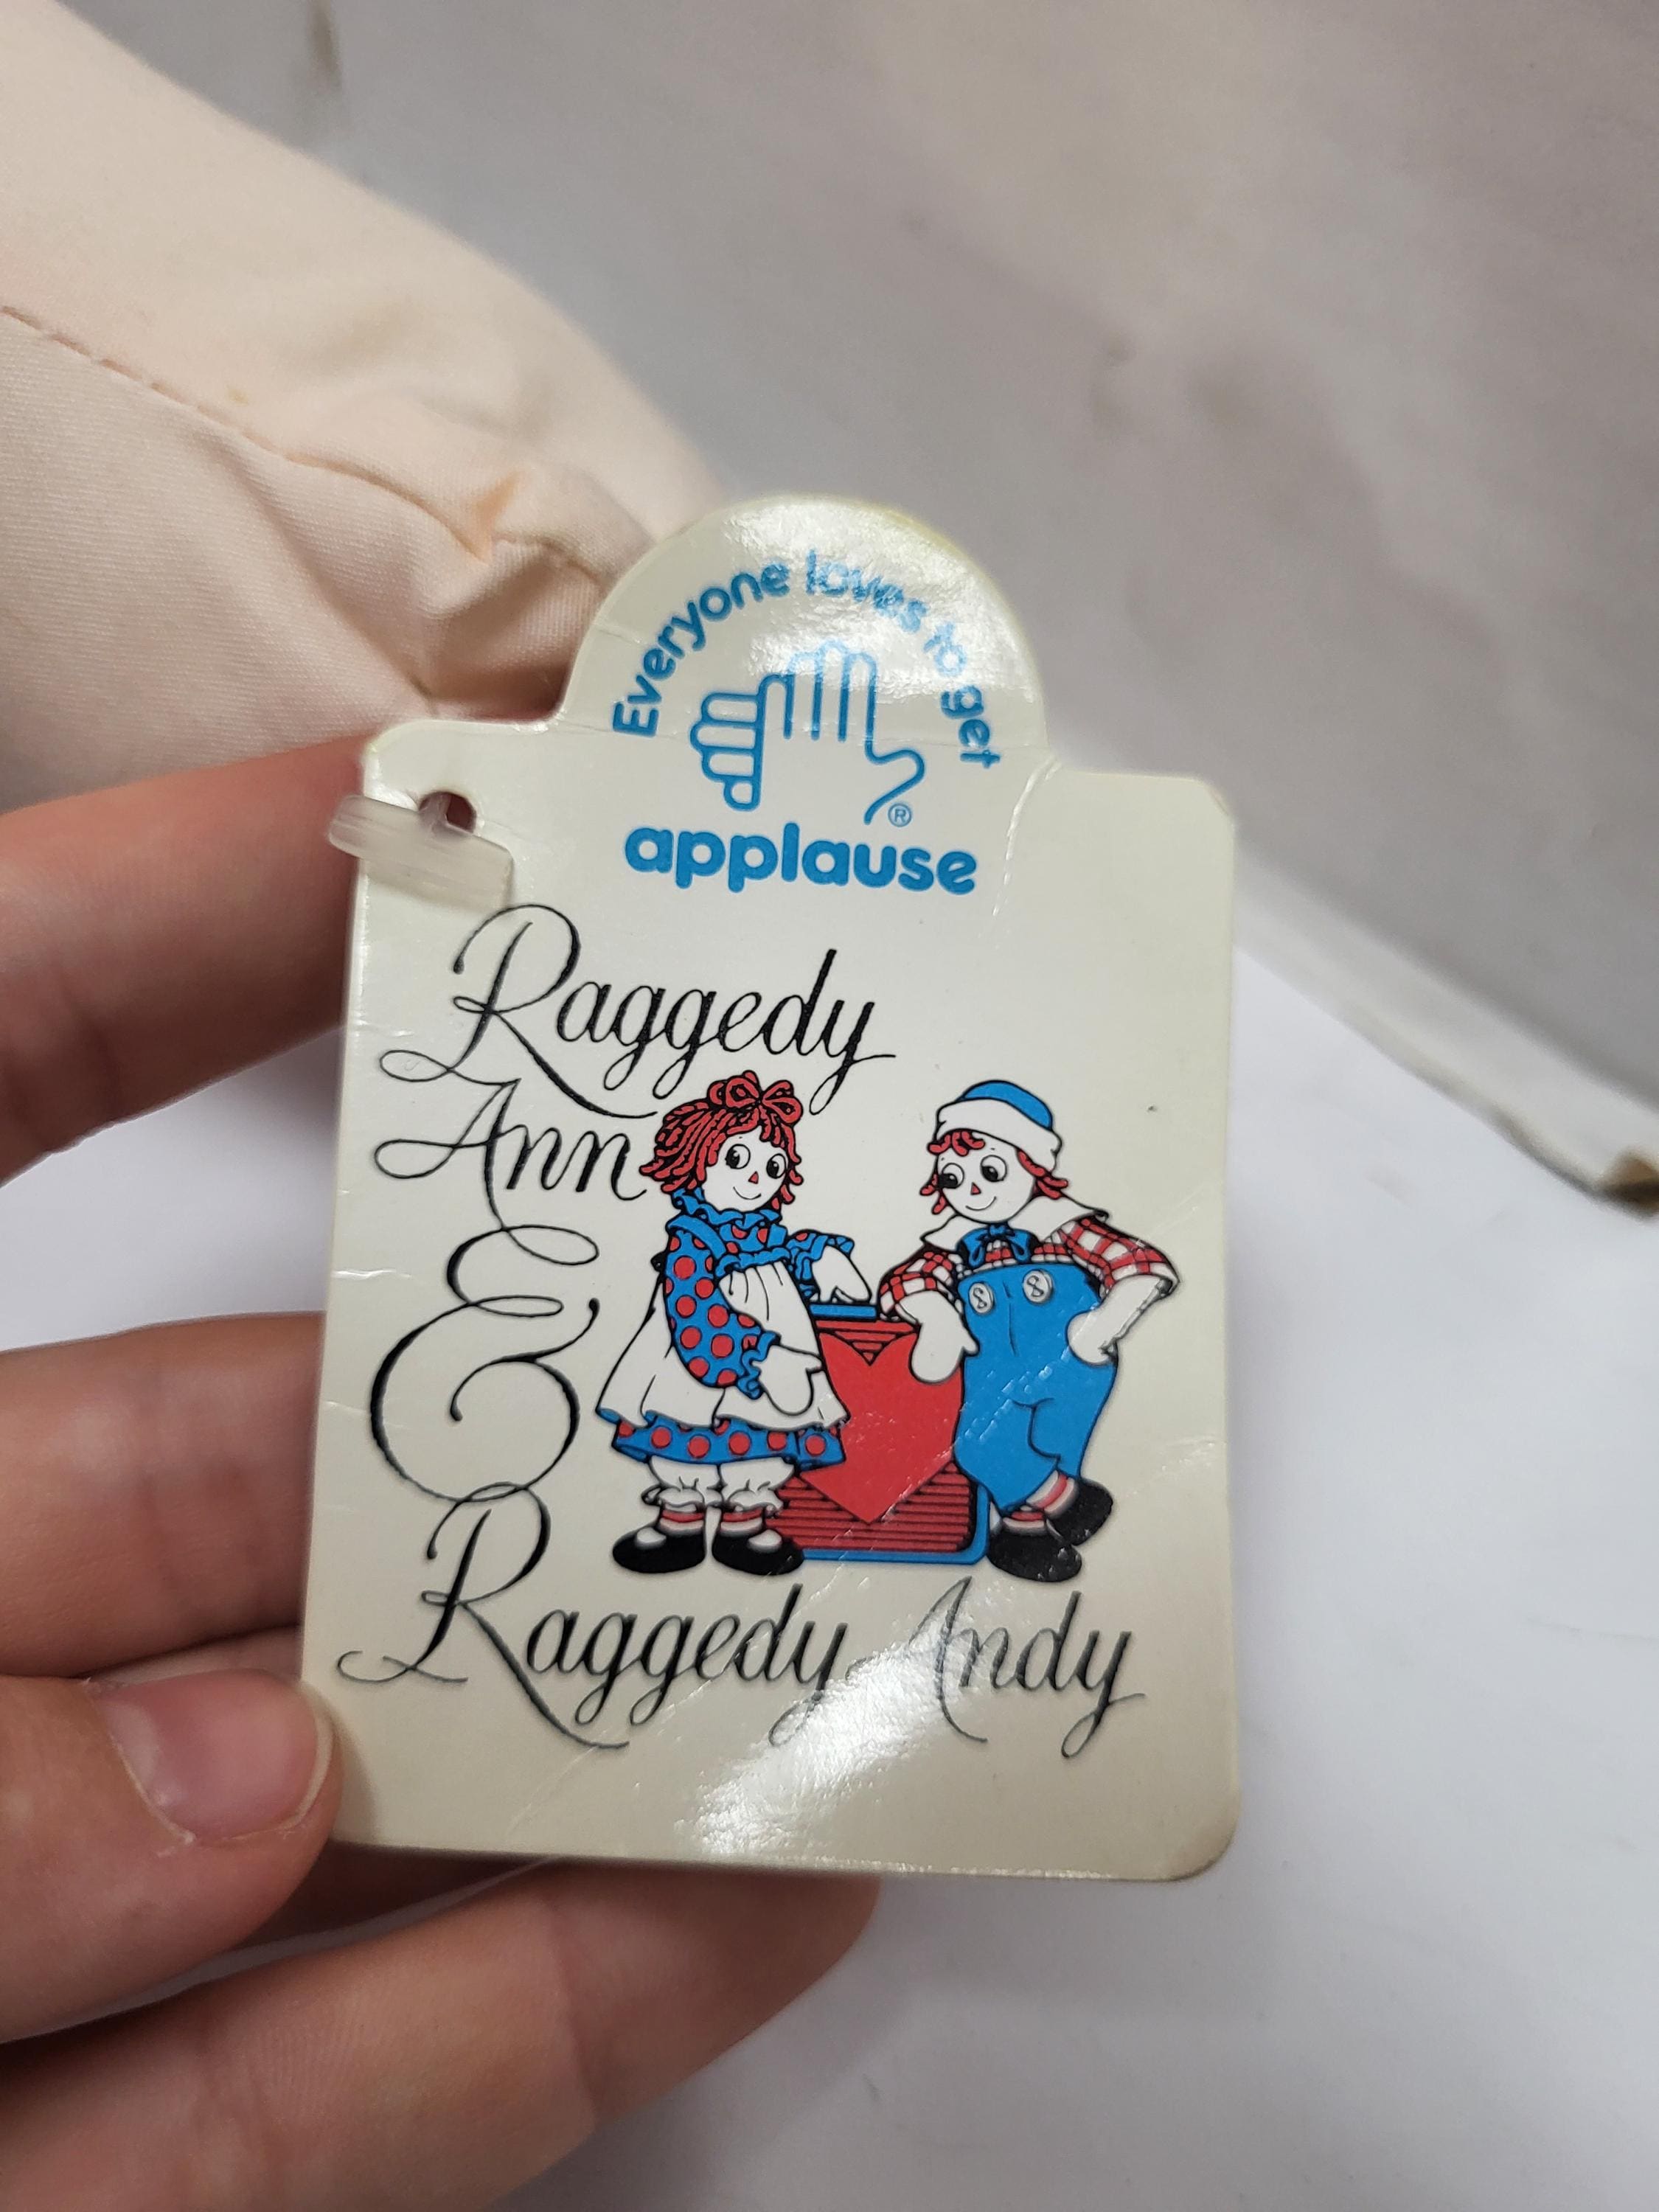 Everyone loves to get
®
applause
Raggedy
Ann
&
Raggedy Andy